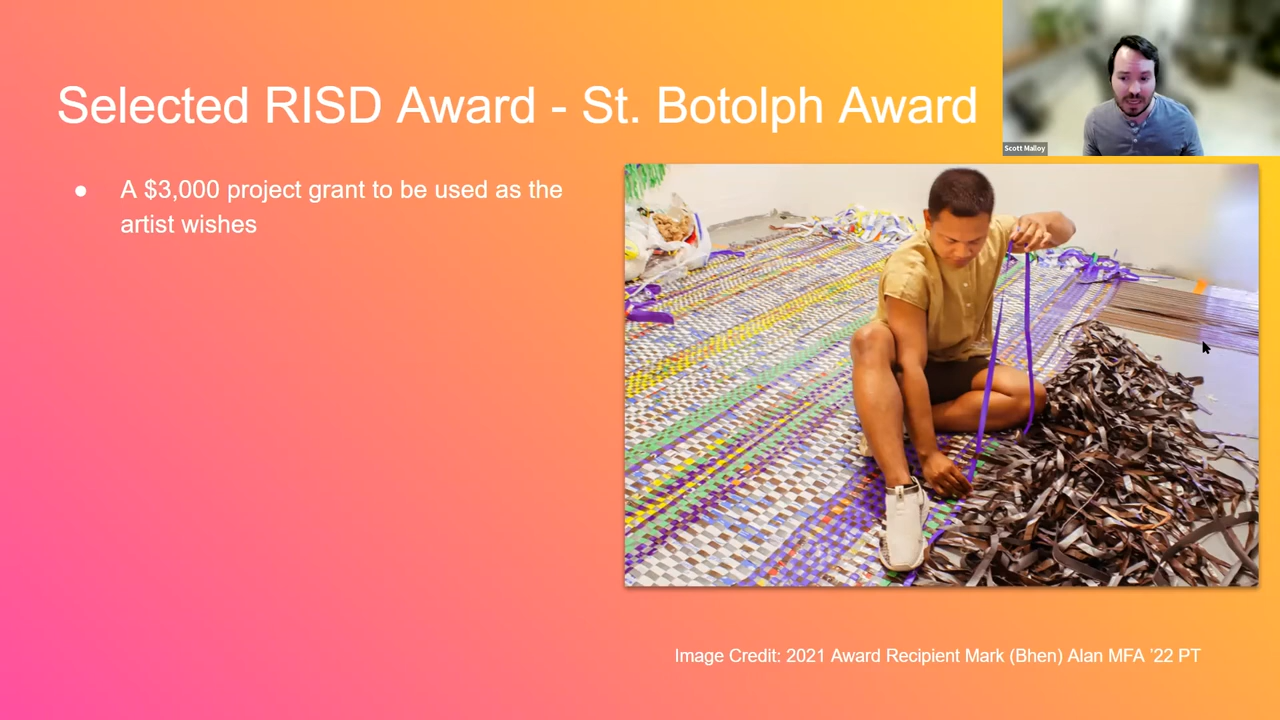 Selected RISD Award - St. Botolph Award
Scott Malloy
● A $3,000 project grant to be used as the
artist wishes
Image Credit: 2021 Award Recipient Mark (Bhen) Alan MFA '22 PT